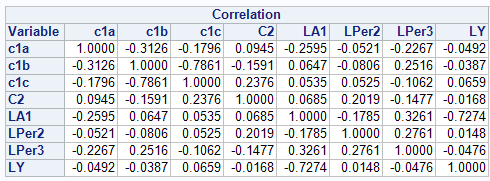 Correlation
Variable c1a c1b c1c C2 LA1 LPer2 LPer3 LY
c1a 1.0000 -0.3126 -0.1796 0.0945 -0.2595 -0.0521 -0.2267 -0.0492
c1b -0.3126 1.0000 -0.7861 -0.1591 0.0647 -0.0806 0.2516 -0.0387
c1c -0.1796 -0.7861 1.0000 0.2376 0.0535 0.0525 -0.1062 0.0659
C2 0.0945 -0.1591 0.2376 1.0000 0.0685 0.2019 -0.1477 -0.0168
LA1 -0.2595 0.0647 0.0535 0.0685 1.0000 -0.1785 0.3261 -0.7274
LPer2 -0.0521 -0.0806 0.0525 0.2019 -0.1785 1.0000 0.2761 0.0148
LPer3 -0.2267 0.2516 -0.1062 -0.1477 0.3261 0.2761 1.0000 -0.0476
LY -0.0492 -0.0387 0.0659 -0.0168 -0.7274 0.0148 -0.0476 1.0000